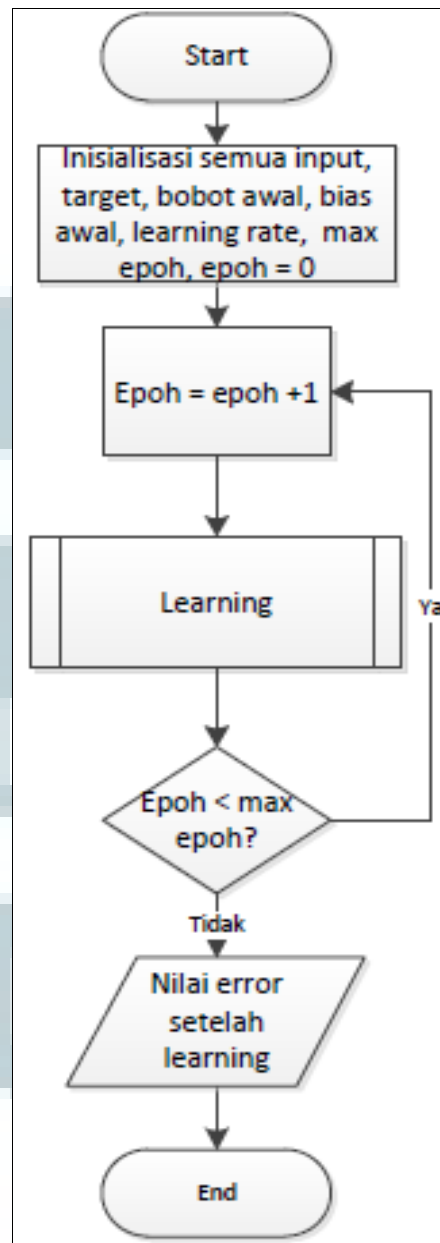 Start
Inisialisasi semua input,
target, bobot awal, bias
awal, learning rate, max
epoh, epoh = 0
Epoh = epoh +1
Learning
Ya
Epoh < max
epoh?
Tidak
Nilai error
setelah
learning
End